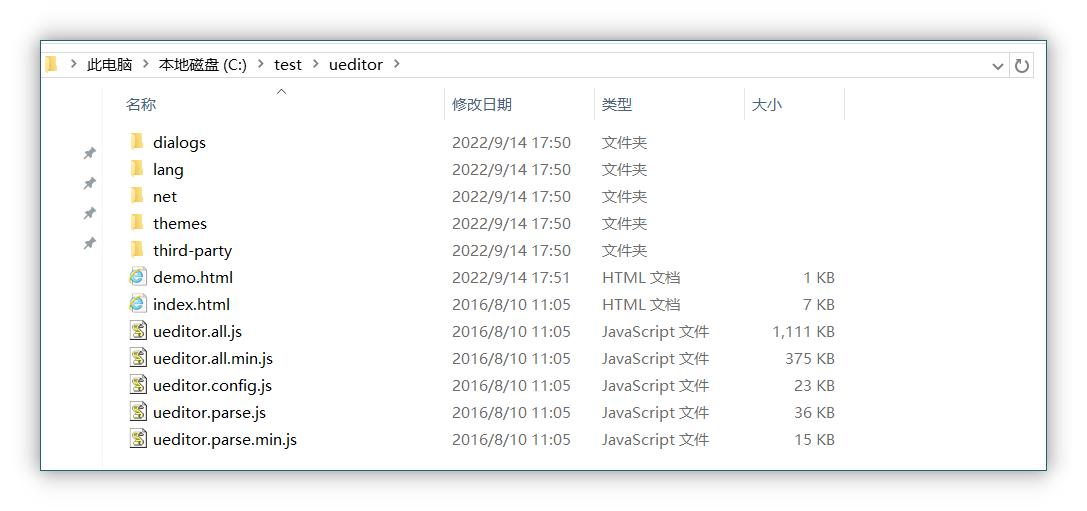 此电脑 > 本地磁盘 (C:) > test > ueditor >
名称 修改日期 类型 大小
dialogs 2022/9/14 17:50 文件夹
lang 2022/9/14 17:50 文件夹
net 2022/9/14 17:50 文件夹
themes 2022/9/14 17:50 文件夹
third-party 2022/9/14 17:50 文件夹
demo.html 2022/9/14 17:51 HTML 文档 1 KB
index.html 2016/8/10 11:05 HTML 文档 7 KB
ueditor.all.js 2016/8/10 11:05 JavaScript 文件 1,111 KB
ueditor.all.min.js 2016/8/10 11:05 JavaScript 文件 375 KB
ueditor.config.js 2016/8/10 11:05 JavaScript 文件 23 KB
ueditor.parse.js 2016/8/10 11:05 JavaScript 文件 36 KB
ueditor.parse.min.js 2016/8/10 11:05 JavaScript 文件 15 KB